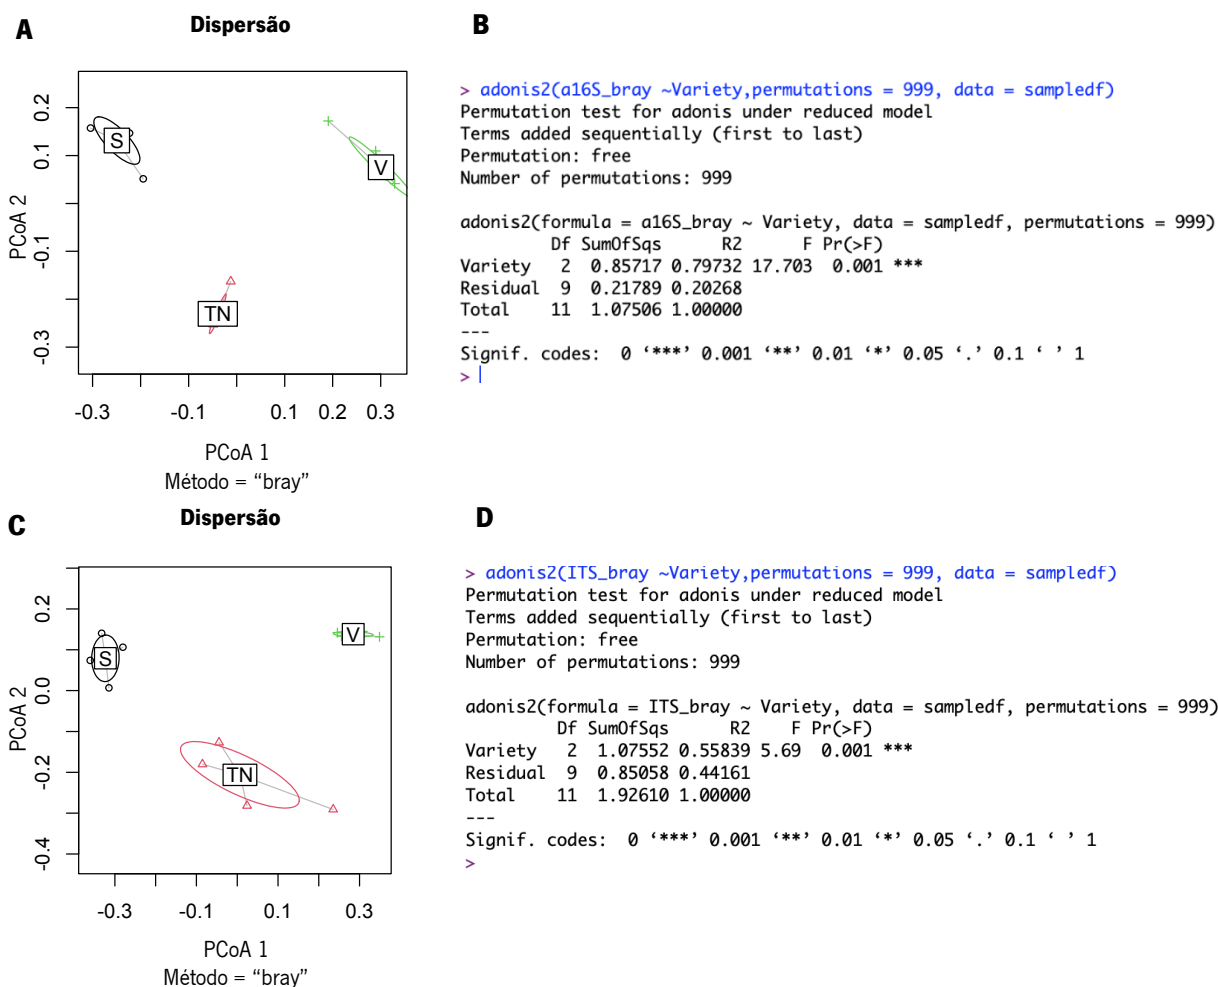 A
Dispersão
PCoA 2
0.2
0.1
-0.1
-0.3
S
V
TN
-0.3
-0.1
0.1
0.2
0.3
PCoA 1
Método = “bray”
B
> adonis2(a16S_bray ~Variety,permutations = 999, data = sampledf)
Permutation test for adonis under reduced model
Terms added sequentially (first to last)
Permutation: free
Number of permutations: 999
adonis2(formula = a16S_bray ~ Variety, data = sampledf, permutations = 999)
Df SumOfSqs R2 F Pr(>F)
Variety 2 0.85717 0.79732 17.703 0.001 ***
Residual 9 0.21789 0.20268
Total 11 1.07506 1.00000
---
Signif. codes: 0 ‘***’ 0.001 ‘**’ 0.01 ‘*’ 0.05 ‘.’ 0.1 ‘ ’ 1
>
C
Dispersão
PCoA 2
0.2
0.0
-0.2
-0.4
S
V
TN
-0.3
-0.1
0.1
0.3
PCoA 1
Método = “bray”
D
> adonis2(ITS_bray ~Variety,permutations = 999, data = sampledf)
Permutation test for adonis under reduced model
Terms added sequentially (first to last)
Permutation: free
Number of permutations: 999
adonis2(formula = ITS_bray ~ Variety, data = sampledf, permutations = 999)
Df SumOfSqs R2 F Pr(>F)
Variety 2 1.07552 0.55839 5.69 0.001 ***
Residual 9 0.85058 0.44161
Total 11 1.92610 1.00000
---
Signif. codes: 0 ‘***’ 0.001 ‘**’ 0.01 ‘*’ 0.05 ‘.’ 0.1 ‘ ’ 1
>